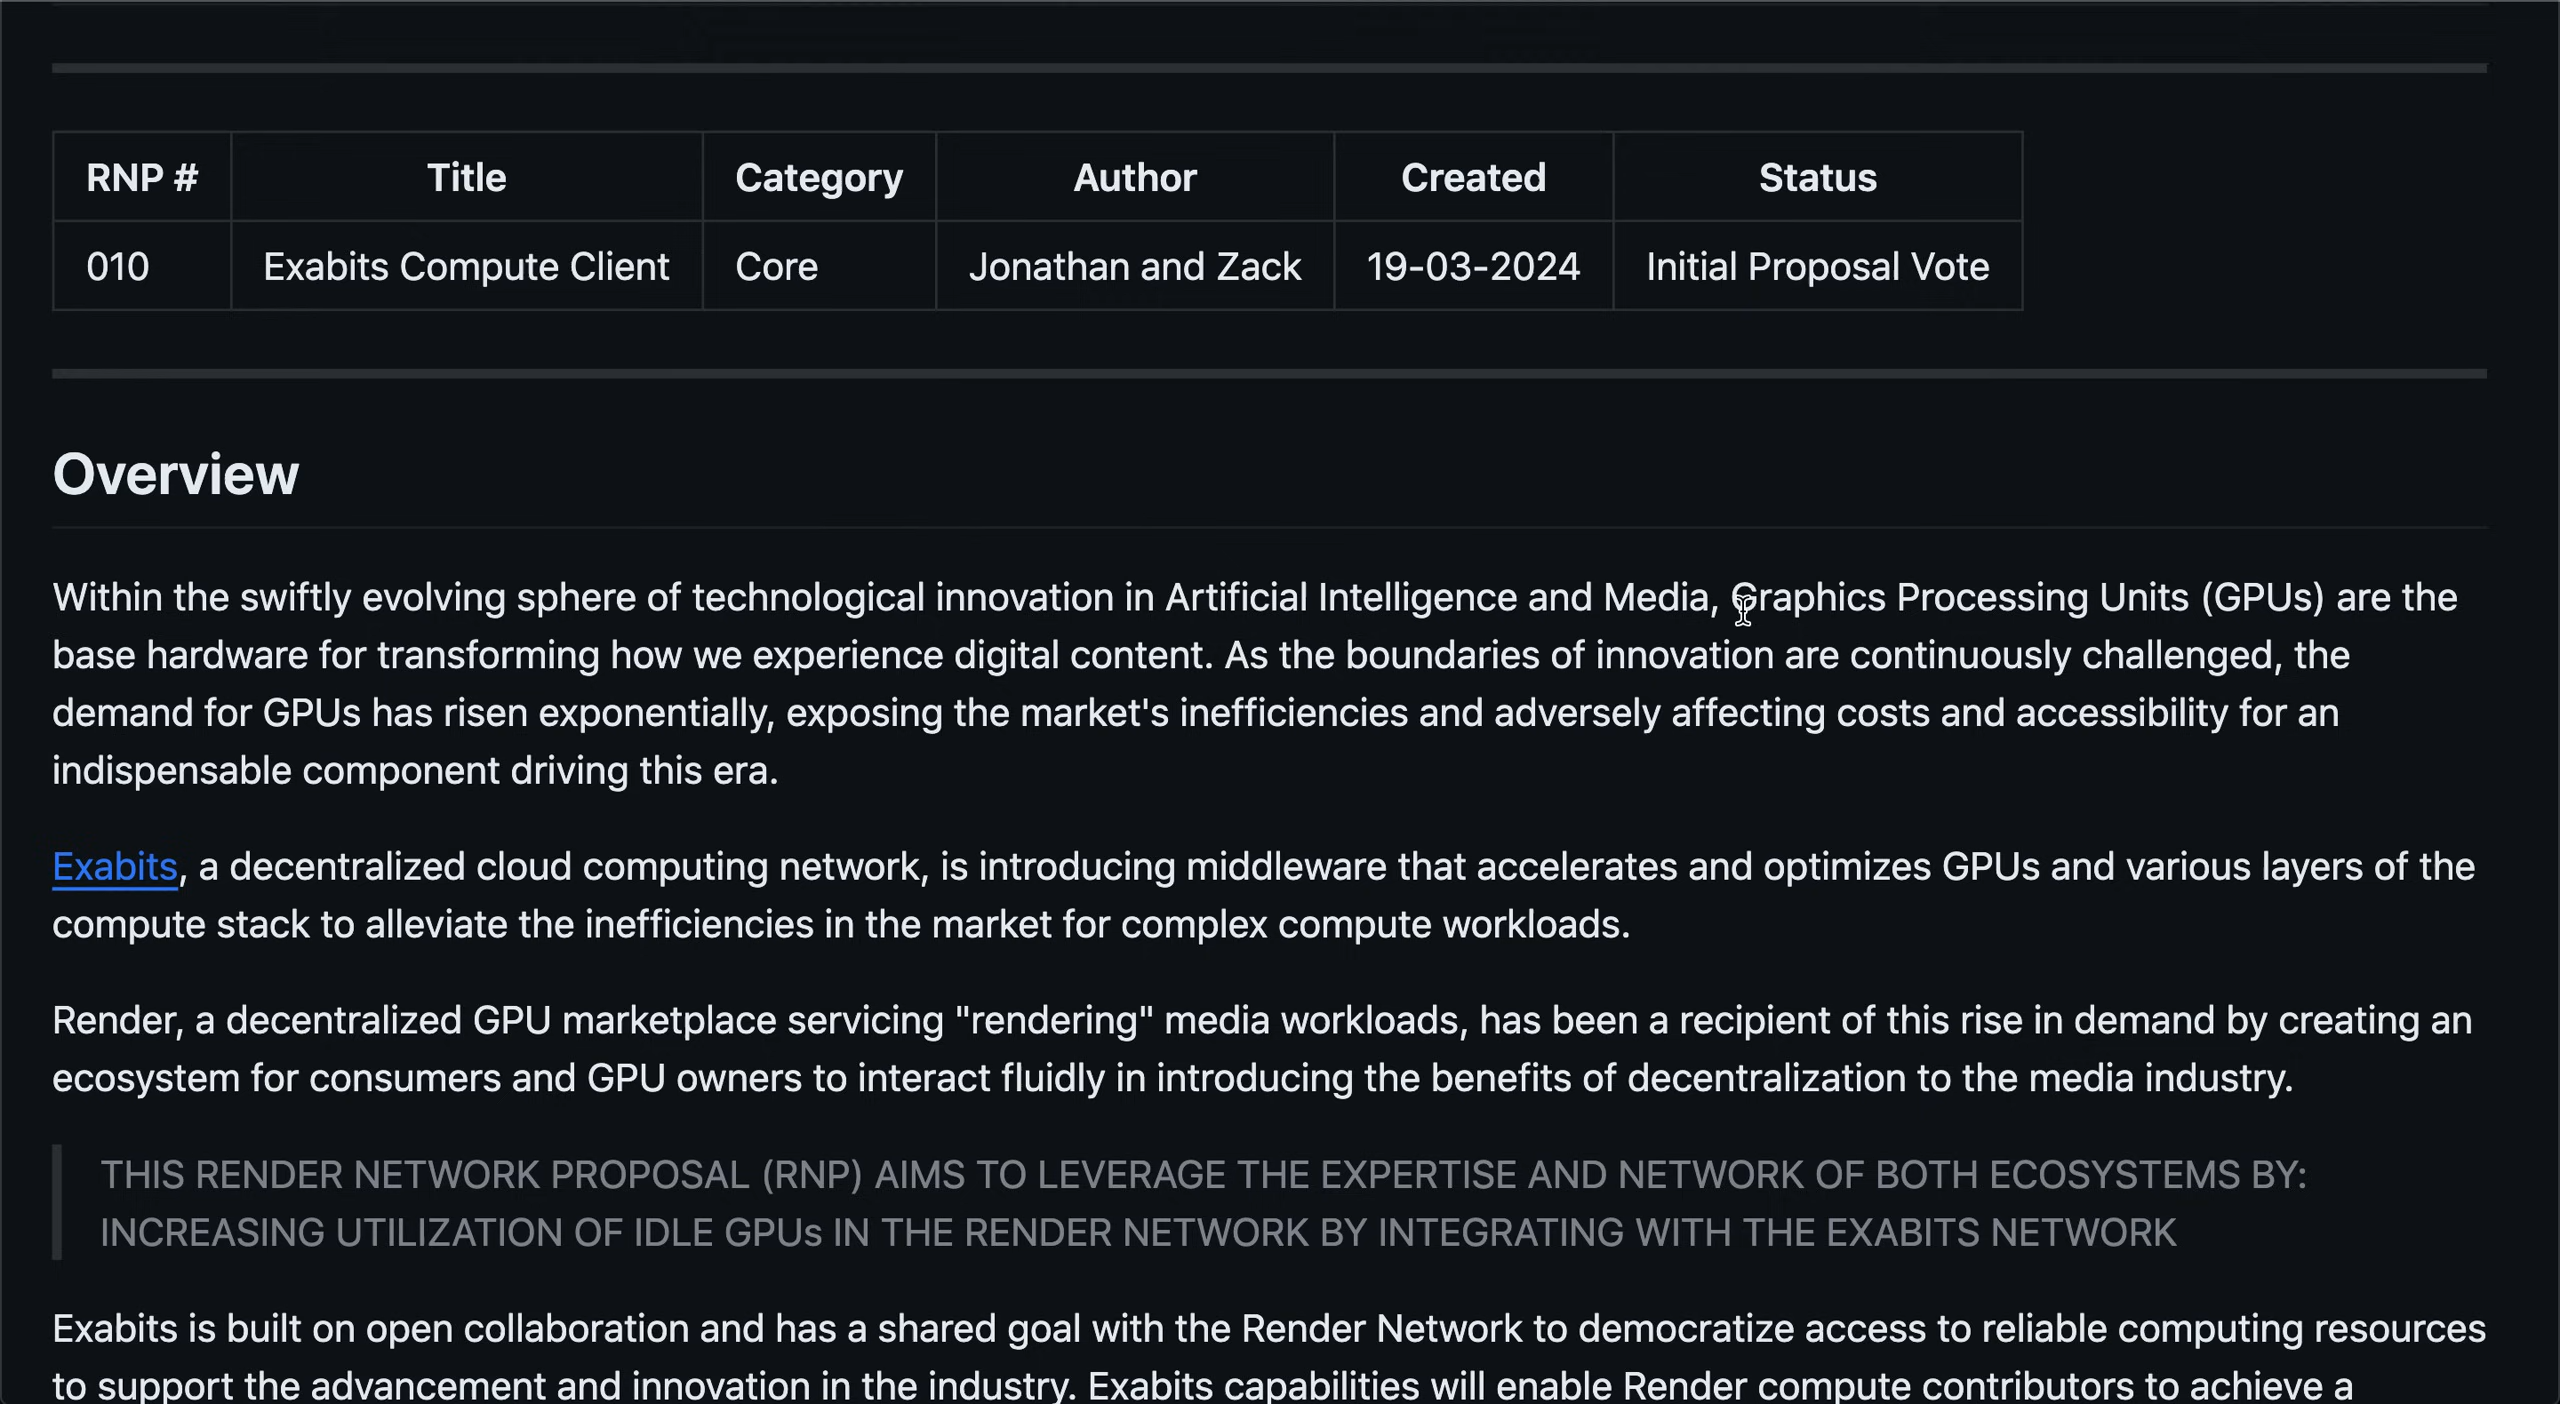 RNP # Title Category Author Created Status
010 Exabits Compute Client Core Jonathan and Zack 19-03-2024 Initial Proposal Vote
Overview
Within the swiftly evolving sphere of technological innovation in Artificial Intelligence and Media, Graphics Processing Units (GPUs) are the
base hardware for transforming how we experience digital content. As the boundaries of innovation are continuously challenged, the
demand for GPUs has risen exponentially, exposing the market's inefficiencies and adversely affecting costs and accessibility for an
indispensable component driving this era.
Exabits, a decentralized cloud computing network, is introducing middleware that accelerates and optimizes GPUs and various layers of the
compute stack to alleviate the inefficiencies in the market for complex compute workloads.
Render, a decentralized GPU marketplace servicing "rendering" media workloads, has been a recipient of this rise in demand by creating an
ecosystem for consumers and GPU owners to interact fluidly in introducing the benefits of decentralization to the media industry.
THIS RENDER NETWORK PROPOSAL (RNP) AIMS TO LEVERAGE THE EXPERTISE AND NETWORK OF BOTH ECOSYSTEMS BY:
INCREASING UTILIZATION OF IDLE GPUs IN THE RENDER NETWORK BY INTEGRATING WITH THE EXABITS NETWORK
Exabits is built on open collaboration and has a shared goal with the Render Network to democratize access to reliable computing resources
to support the advancement and innovation in the industry. Exabits capabilities will enable Render compute contributors to achieve a